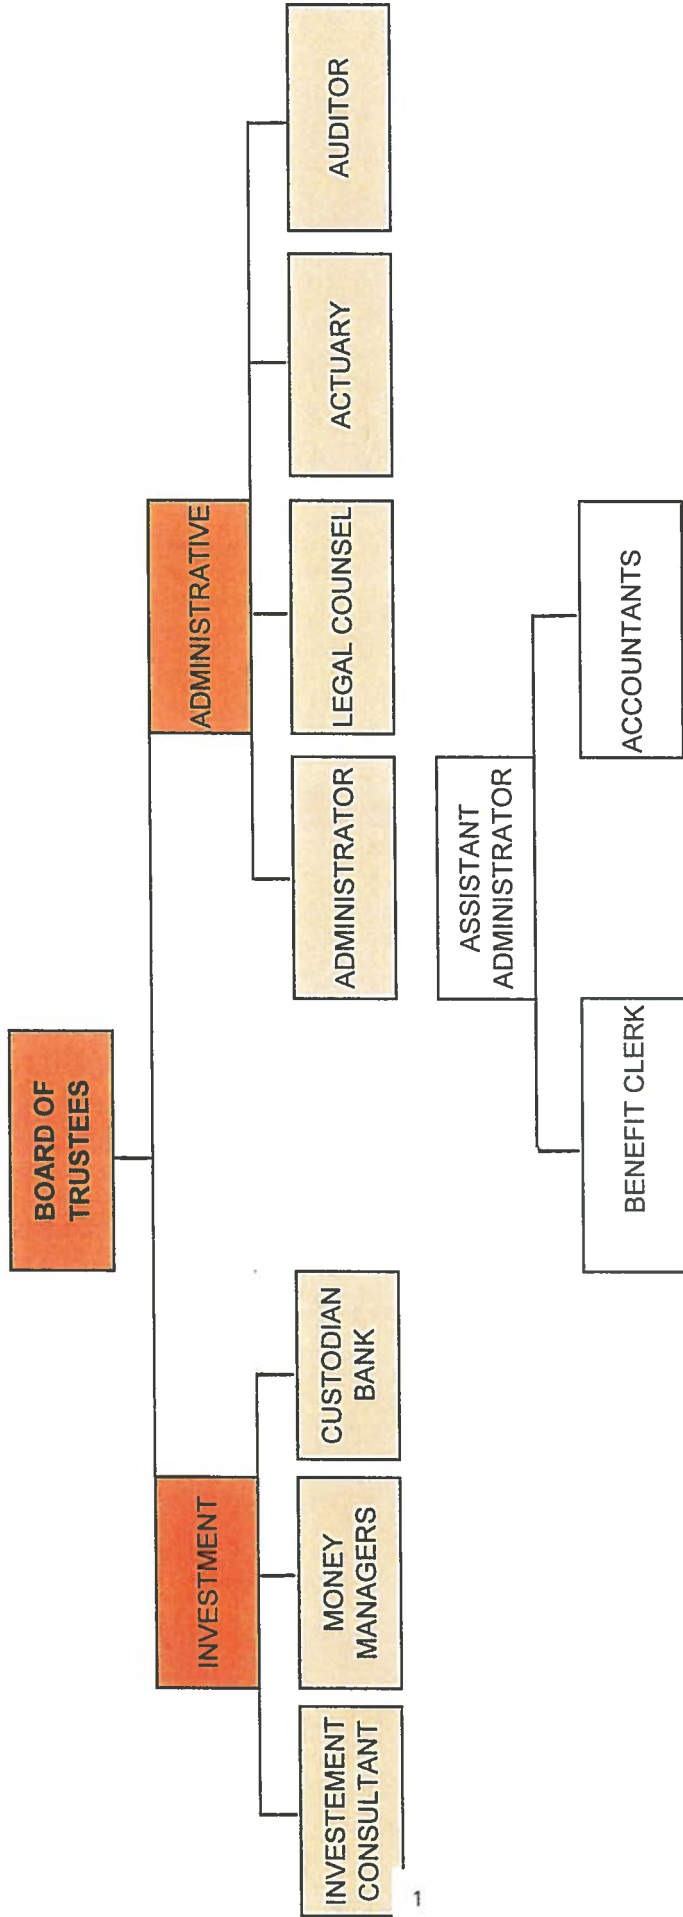 BOARD OF
TRUSTEES
INVESTMENT
ADMINISTRATIVE
INVESTEMENT
CONSULTANT
MONEY
MANAGERS
CUSTODIAN
BANK
ADMINISTRATOR
LEGAL COUNSEL
ACTUARY
AUDITOR
ASSISTANT
ADMINISTRATOR
BENEFIT CLERK
ACCOUNTANTS
1